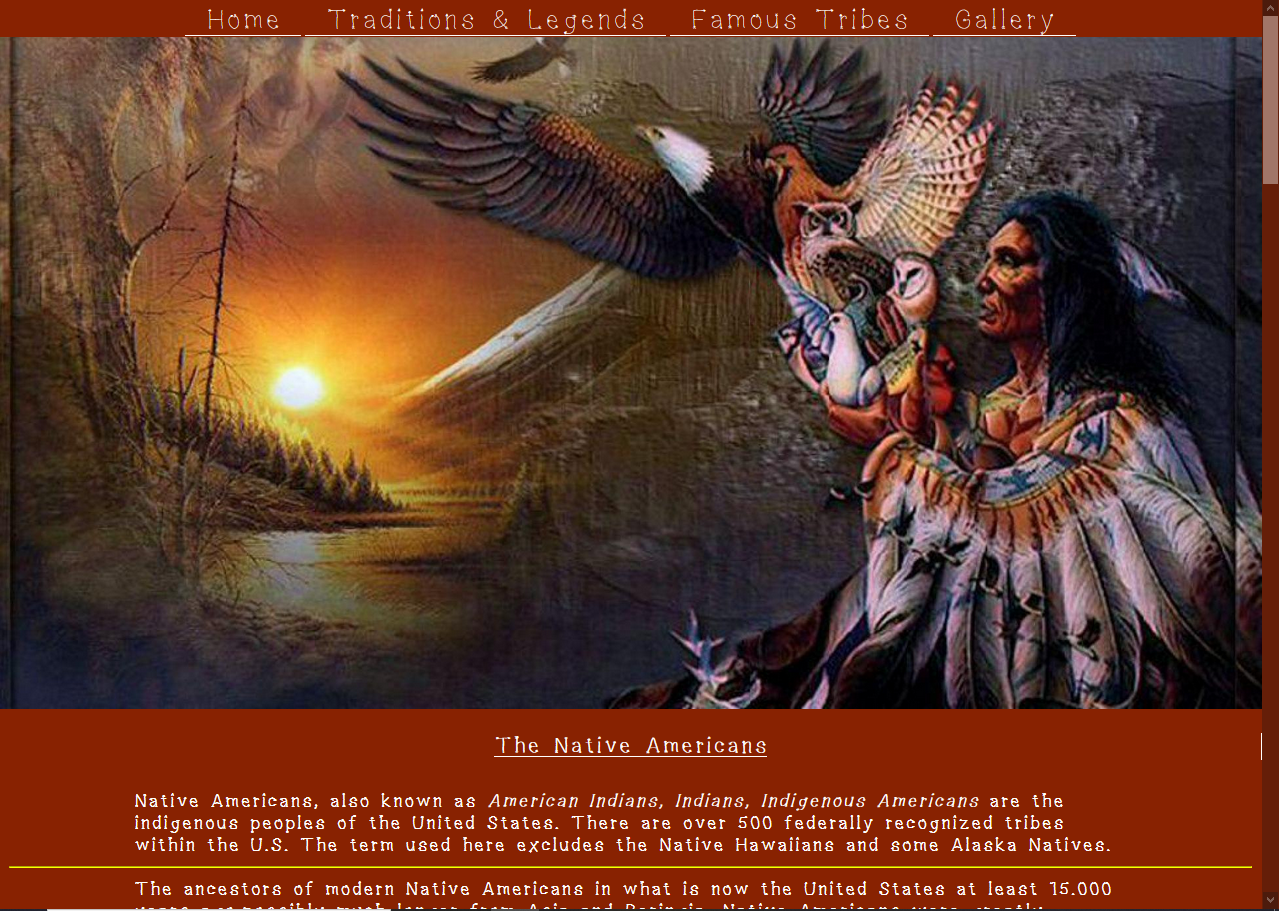 Home Traditions & Legends Famous Tribes Gallery
The Native Americans
Native Americans, also known as American Indians, Indians, Indigenous Americans are the
indigenous peoples of the United States. There are over 500 federally recognized tribes
within the U.S. The term used here excludes the Native Hawaiians and some Alaska Natives.
The ancestors of modern Native Americans in what is now the United States at least 15.000